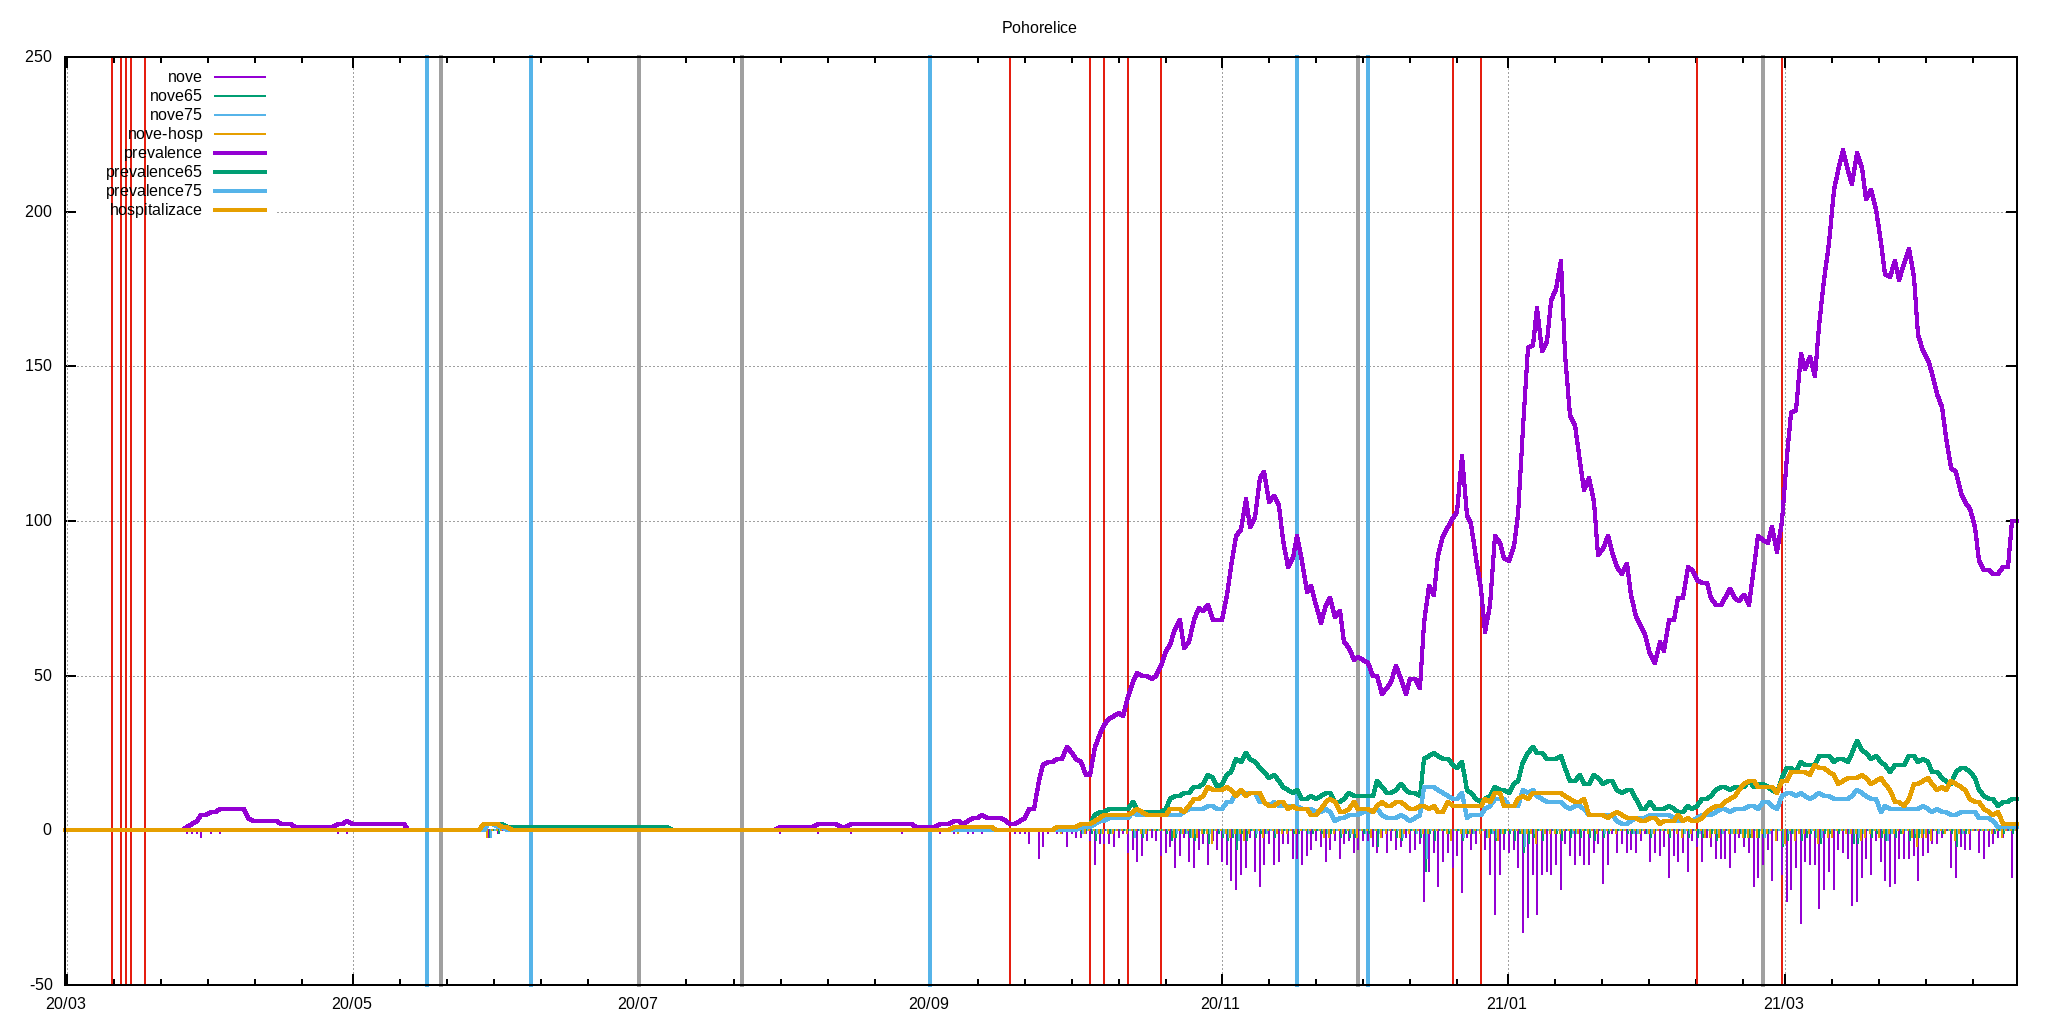 Pohorelice
250
nove
nove65
nove75
nove-hosp
prevalence
prevalence65
prevalence75
hospitalizace
200
150
100
50
0
-50
20/03 20/05 20/07 20/09 20/11 21/01 21/03